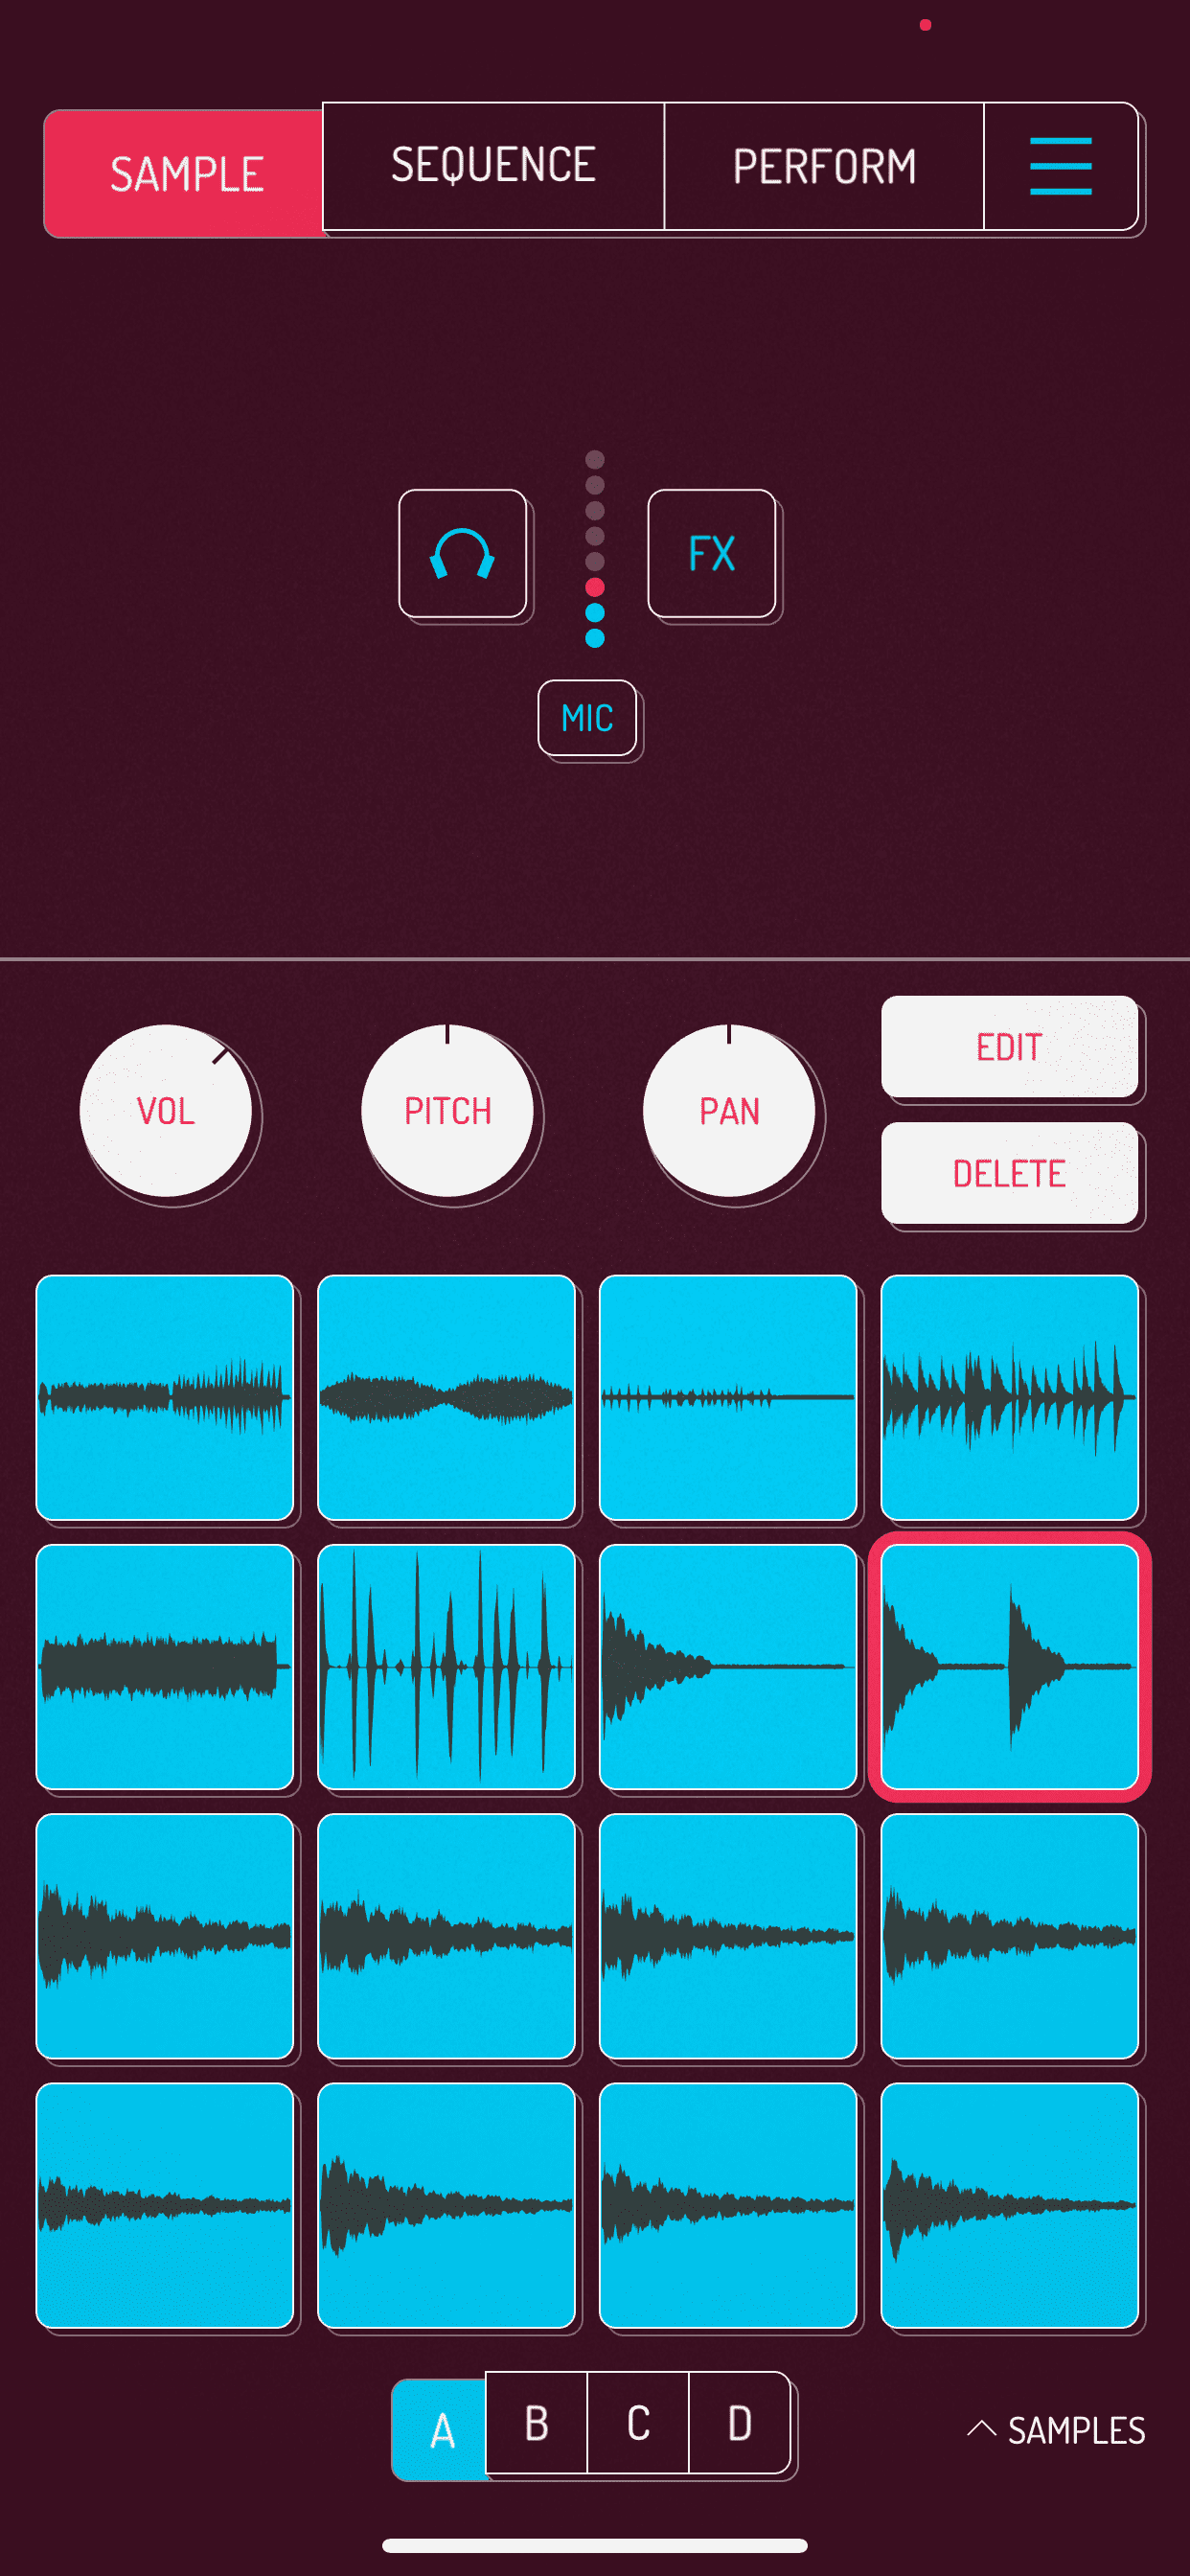 SAMPLE
SEQUENCE
PERFORM
FX
MIC
VOL
PITCH
PAN
EDIT
DELETE
A
B
C
D
SAMPLES